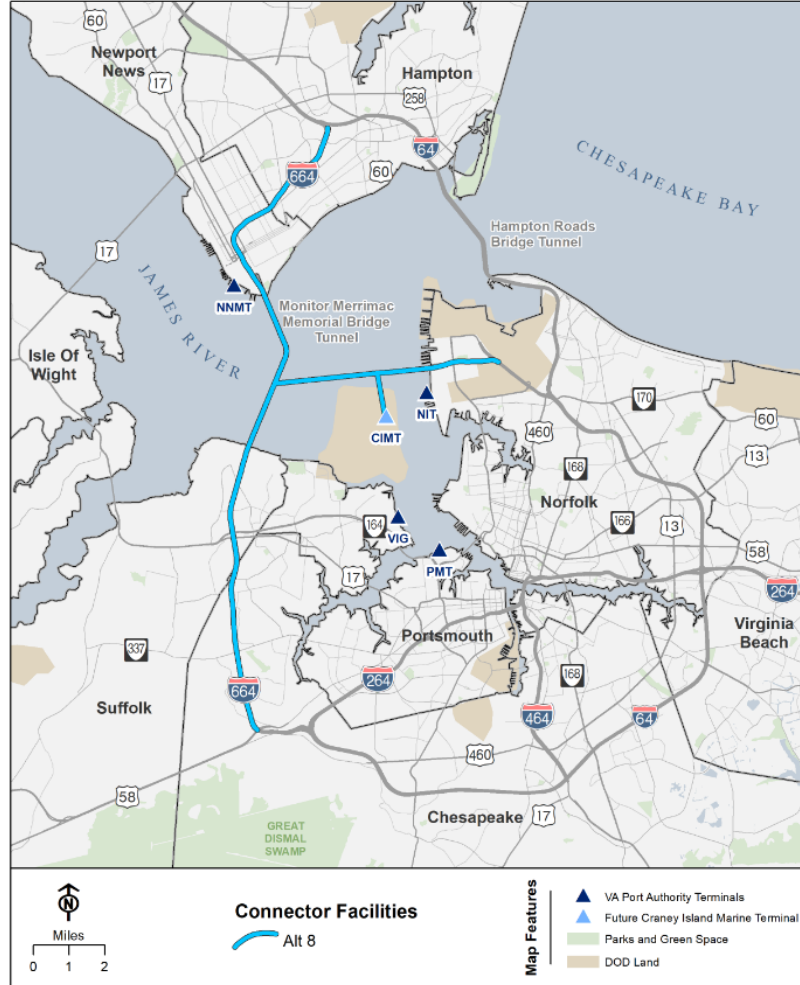 60
Newport
News
17
Hampton
258
64
664
60
CHESAPEAKE BAY
Hampton Roads
Bridge Tunnel
17
JAMES RIVER
NNMT
Monitor Merrimac
Memorial Bridge
Tunnel
Isle Of
Wight
NIT
CIMT
170
60
460
13
168
Norfolk
164
VIG
166
13
58
PMT
17
264
Portsmouth
Virginia
Beach
337
264
168
664
Suffolk
464
64
460
58
Chesapeake
17
GREAT
DISMAL
SWAMP
N
Miles
0 1 2
Connector Facilities
Alt 8
Map Features
VA Port Authority Terminals
Future Craney Island Marine Terminal
Parks and Green Space
DOD Land